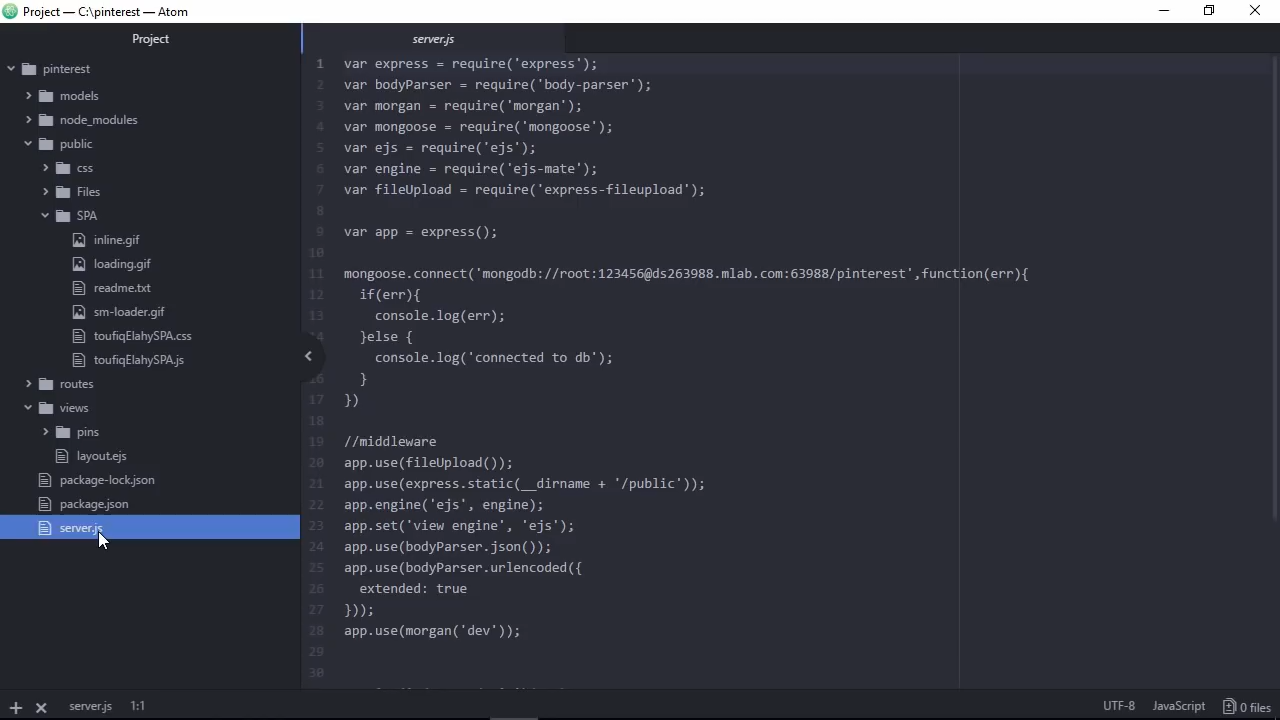 Project — C:\pinterest — Atom
Project
pinterest
models
node_modules
public
css
Files
SPA
inline.gif
loading.gif
readme.txt
sm-loader.gif
toufiqElahySPA.css
toufiqElahySPA.js
routes
views
pins
layout.ejs
package-lock.json
package.json
server.js
server.js
1 var express = require('express');
2 var bodyParser = require('body-parser');
3 var morgan = require('morgan');
4 var mongoose = require('mongoose');
5 var ejs = require('ejs');
6 var engine = require('ejs-mate');
7 var fileUpload = require('express-fileupload');
8
9 var app = express();
10
11 mongoose.connect('mongodb://root:123456@ds263988.mlab.com:63988/pinterest',function(err){
12 if(err){
13 console.log(err);
14 }else {
console.log('connected to db');
16 }
17 })
18
19 //middleware
20 app.use(fileUpload());
21 app.use(express.static(__dirname + '/public'));
22 app.engine('ejs', engine);
23 app.set('view engine', 'ejs');
24 app.use(bodyParser.json());
25 app.use(bodyParser.urlencoded({
26 extended: true
27 }));
28 app.use(morgan('dev'));
29
30
server.js 1:1 UTF-8 JavaScript 0 files